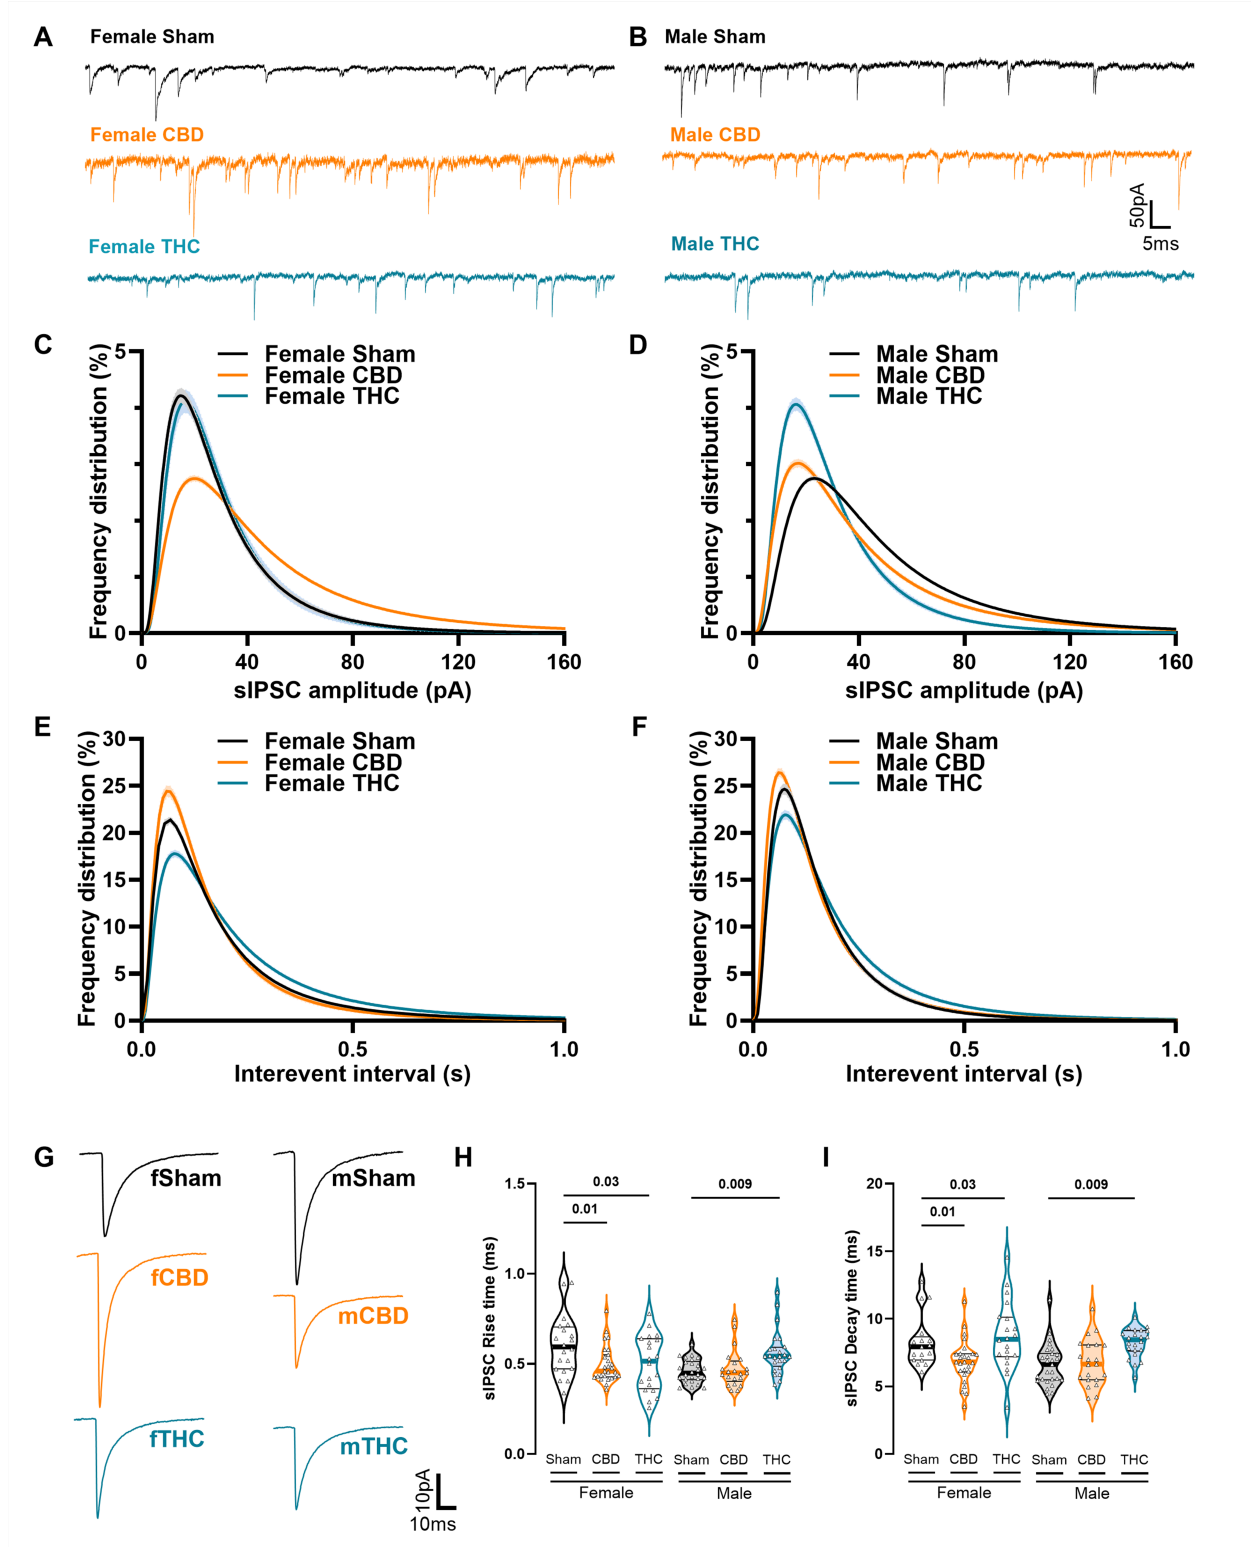 A
Female Sham
Female CBD
Female THC
B
Male Sham
Male CBD
50pA
5ms
Male THC
C
Frequency distribution (%)
5
0
Female Sham
Female CBD
Female THC
0 40 80 120 160
sIPSC amplitude (pA)
D
Frequency distribution (%)
5
0
Male Sham
Male CBD
Male THC
0 40 80 120 160
sIPSC amplitude (pA)
E
Frequency distribution (%)
30
25
20
15
10
5
0
Female Sham
Female CBD
Female THC
0.0 0.5 1.0
Interevent interval (s)
F
Frequency distribution (%)
30
25
20
15
10
5
0
Male Sham
Male CBD
Male THC
0.0 0.5 1.0
Interevent interval (s)
G
fSham
mSham
fCBD
mCBD
fTHC
mTHC
10pA
10ms
H
sIPSC Rise time (ms)
1.5
1.0
0.5
0.0
0.03
0.01
0.009
Sham CBD THC Sham CBD THC
Female Male
I
sIPSC Decay time (ms)
20
15
10
5
0
0.03
0.01
0.009
Sham CBD THC Sham CBD THC
Female Male